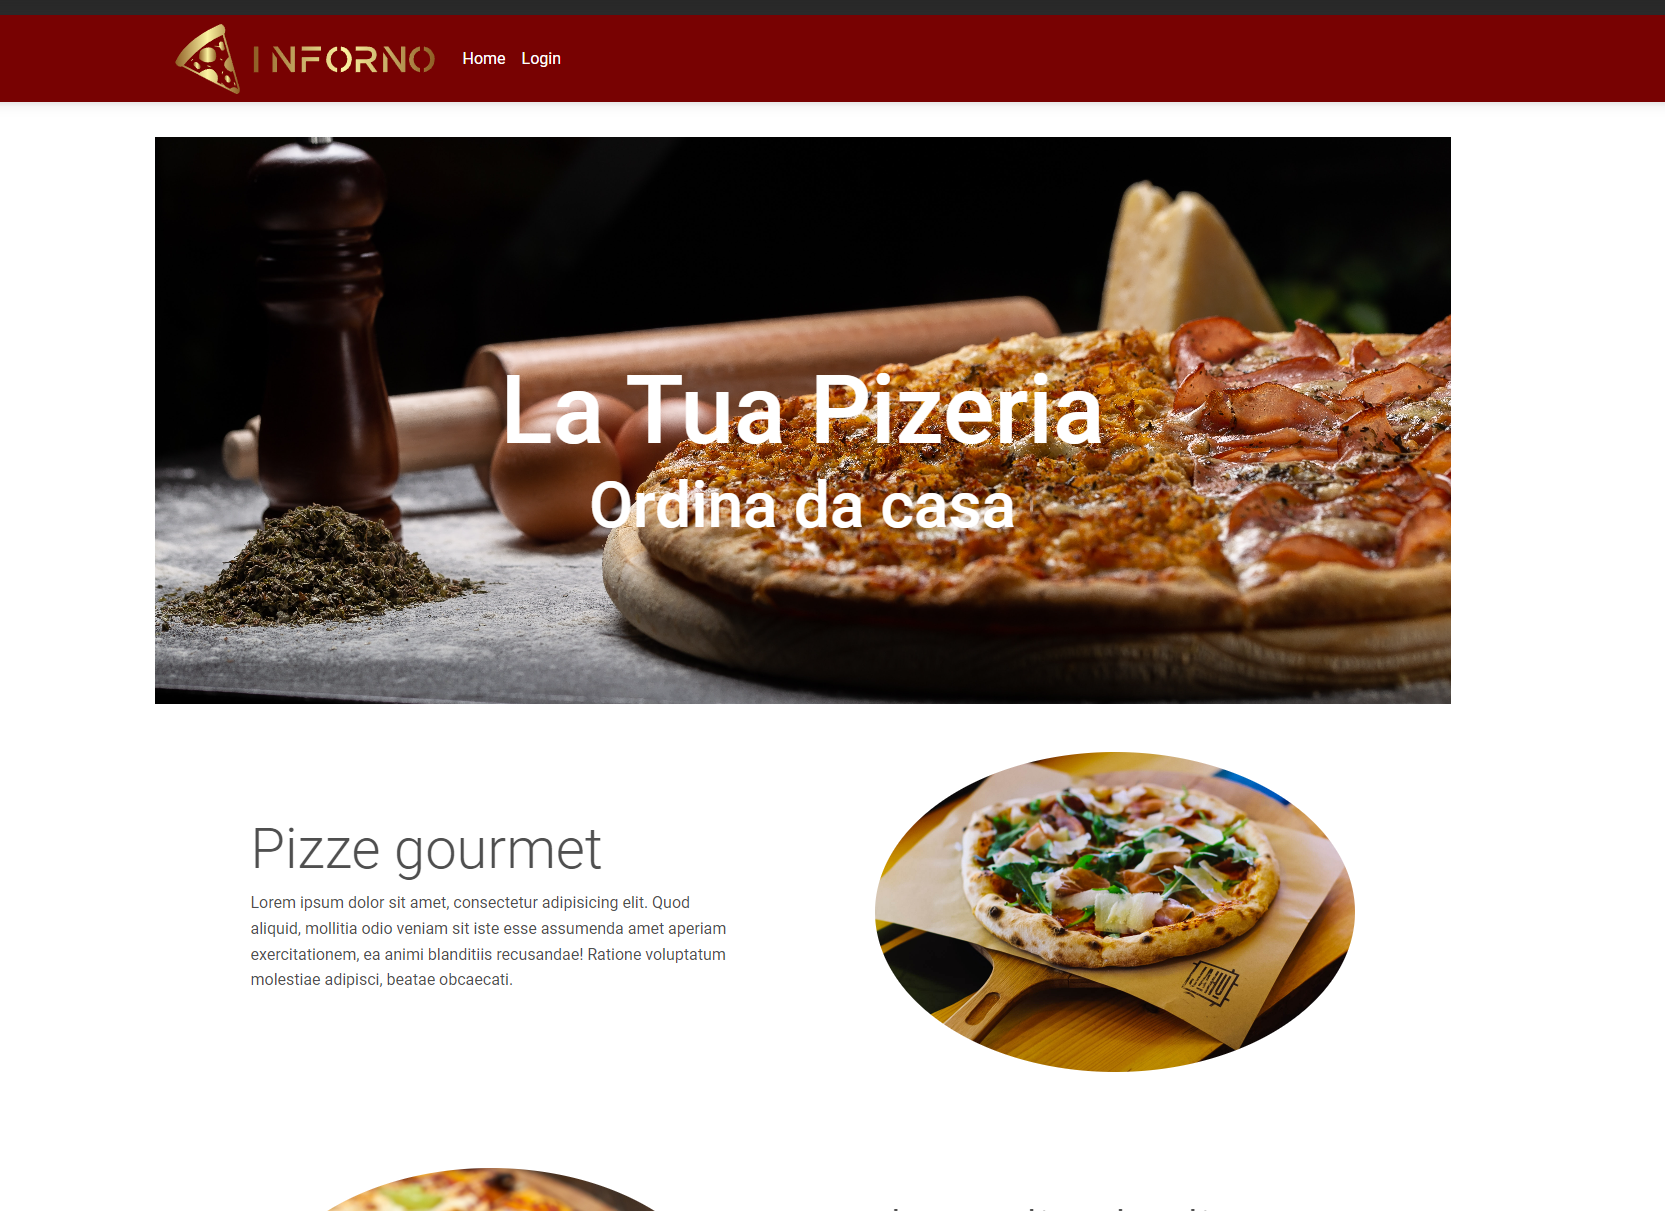 INFORNO Home Login
La Tua Pizeria
Ordina da casa
Pizze gourmet
Lorem ipsum dolor sit amet, consectetur adipisicing elit. Quod
aliquid, mollitia odio veniam sit iste esse assumenda amet aperiam
exercitationem, ea animi blanditiis recusandae! Ratione voluptatum
molestiae adipisci, beatae obcaecati.